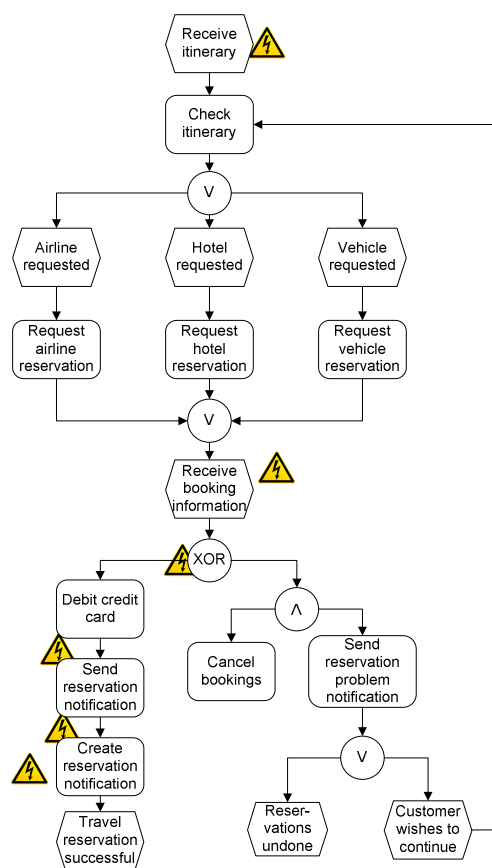 Receive
itinerary
Check
itinerary
V
Airline
requested
Hotel
requested
Vehicle
requested
Request
airline
reservation
Request
hotel
reservation
Request
vehicle
reservation
V
Receive
booking
information
XOR
Debit credit
card
Λ
Send
reservation
notification
Cancel
bookings
Send
reservation
problem
notification
Create
reservation
notification
V
Travel
reservation
successful
Reser-
vations
undone
Customer
wishes to
continue